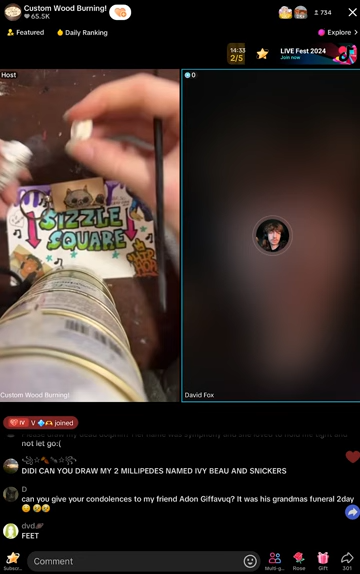 Custom Wood Burning!
65.5K
734
Featured
Daily Ranking
Explore >
14:33
2/5
LIVE Fest 2024
Join now
Host
0
SIZZLE
SQUARE
Custom Wood Burning!
David Fox
IV V joined
not let go:(
DIDI CAN YOU DRAW MY 2 MILLIPEDES NAMED IVY BEAU AND SNICKERS
D
can you give your condolences to my friend Adon Giffavuq? It was his grandmas funeral 2day
dvd
FEET
Subscr...
Comment
Multi-g...
Rose
Gift
301